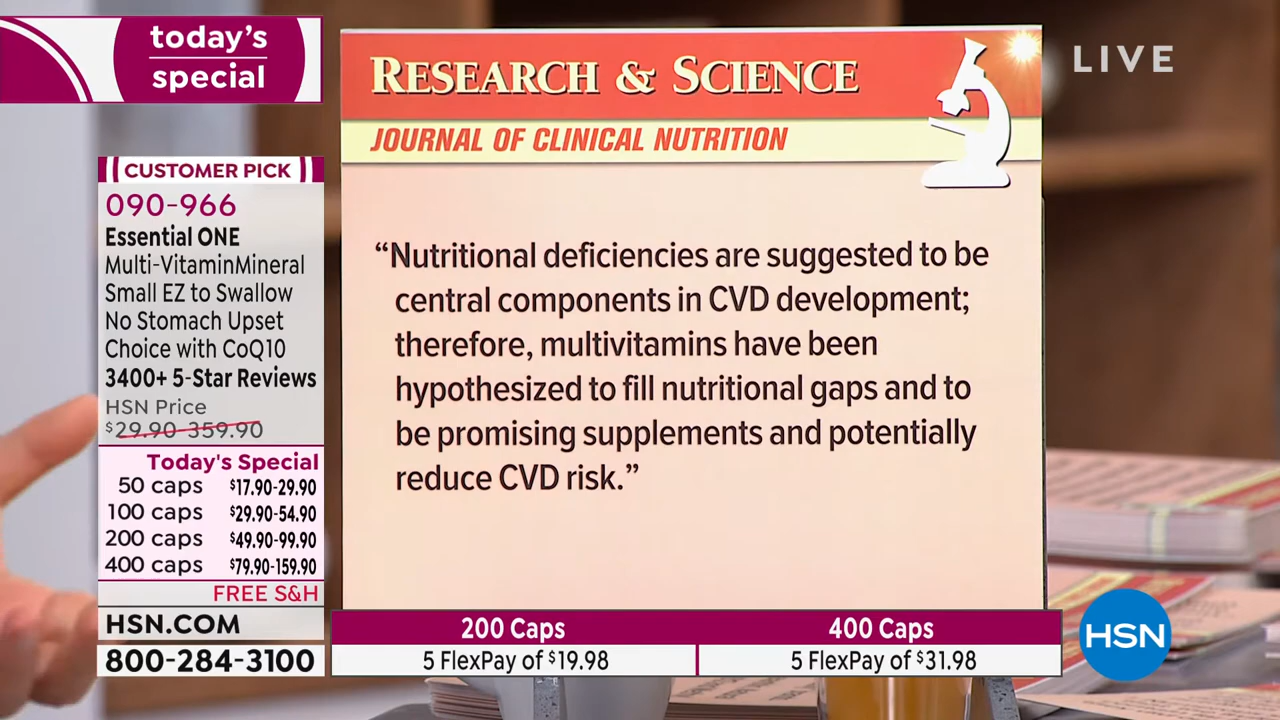 today's
special
CUSTOMER PICK
090-966
Essential ONE
Multi-VitaminMineral
Small EZ to Swallow
No Stomach Upset
Choice with CoQ10
3400+ 5-Star Reviews
HSN Price
$29.90-359.90
Today's Special
50 caps $17.90-29.90
100 caps $29.90-54.90
200 caps $49.90-99.90
400 caps $79.90-159.90
FREE S&H
HSN.COM
800-284-3100
RESEARCH & SCIENCE
JOURNAL OF CLINICAL NUTRITION
“Nutritional deficiencies are suggested to be
central components in CVD development;
therefore, multivitamins have been
hypothesized to fill nutritional gaps and to
be promising supplements and potentially
reduce CVD risk.”
LIVE
200 Caps
5 FlexPay of $19.98
400 Caps
5 FlexPay of $31.98
HSN